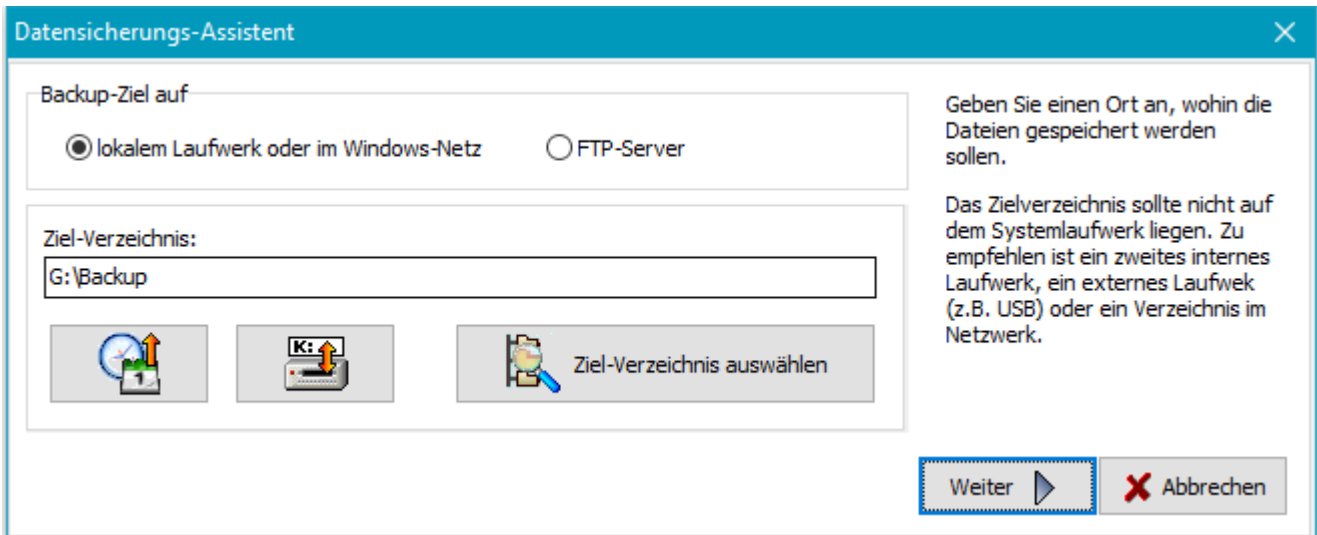 Datensicherungs-Assistent
Backup-Ziel auf
lokalem Laufwerk oder im Windows-Netz
FTP-Server
Geben Sie einen Ort an, wohin die
Dateien gespeichert werden
sollen.
Das Zielverzeichnis sollte nicht auf
dem Systemlaufwerk liegen. Zu
empfehlen ist ein zweites internes
Laufwerk, ein externes Laufwek
(z.B. USB) oder ein Verzeichnis im
Netzwerk.
Ziel-Verzeichnis:
G:\Backup
1
K:
Ziel-Verzeichnis auswählen
Weiter
Abbrechen